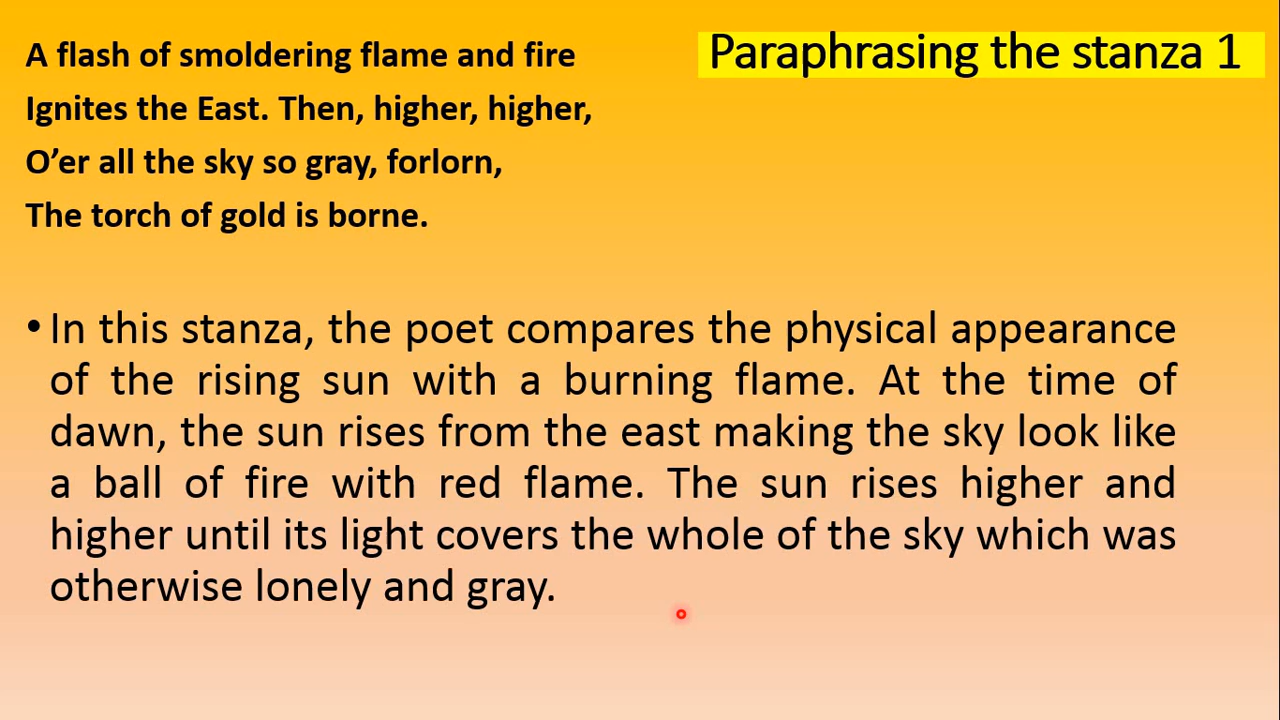 Paraphrasing the stanza 1
A flash of smoldering flame and fire
Ignites the East. Then, higher, higher,
O’er all the sky so gray, forlorn,
The torch of gold is borne.
• In this stanza, the poet compares the physical appearance
of the rising sun with a burning flame. At the time of
dawn, the sun rises from the east making the sky look like
a ball of fire with red flame. The sun rises higher and
higher until its light covers the whole of the sky which was
otherwise lonely and gray.